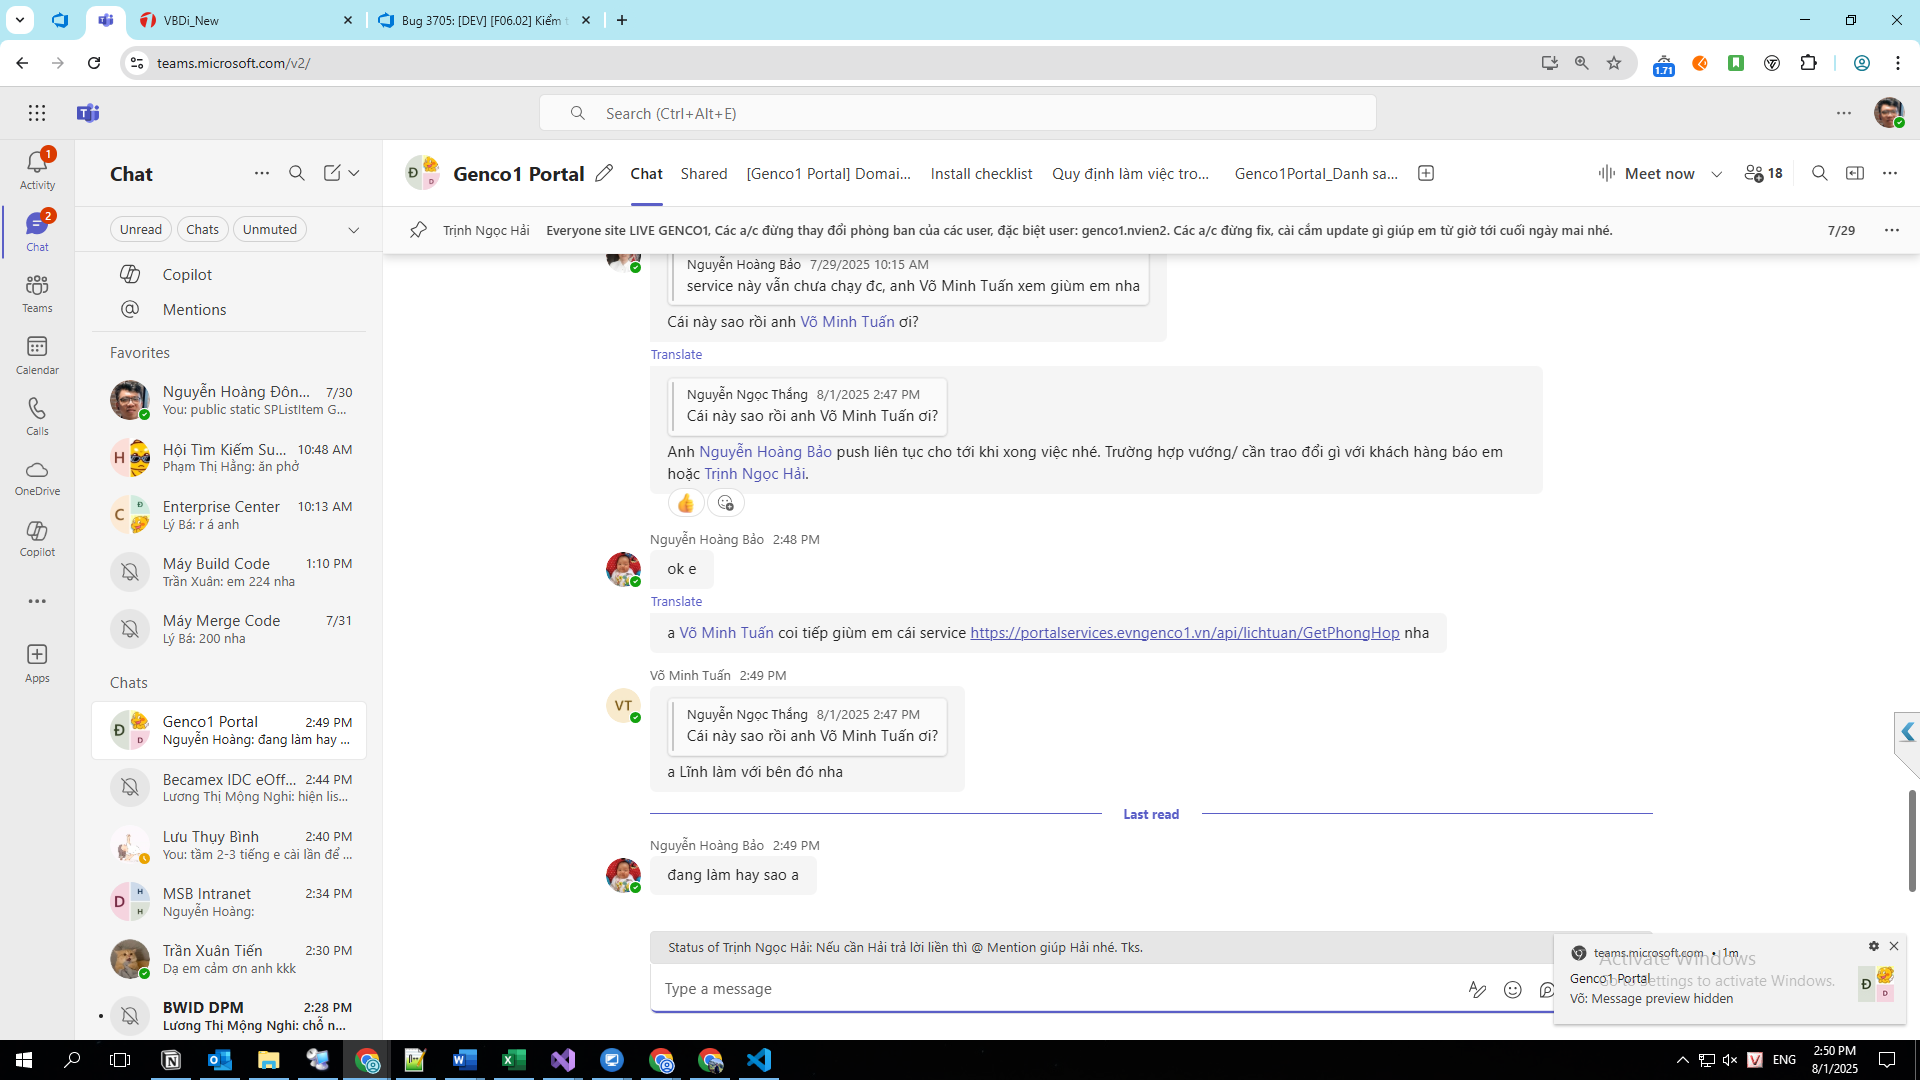 VBDi_New
Bug 3705: [DEV] [F06.02] Kiểm t
teams.microsoft.com/v2/
1.71
Search (Ctrl+Alt+E)
1
Activity
2
Chat
Teams
Calendar
Calls
OneDrive
Copilot
Apps
Chat
Unread
Chats
Unmuted
Copilot
Mentions
Favorites
Nguyễn Hoàng Đôn... 7/30
You: public static SPListItem G...
H
Hội Tìm Kiếm Su... 10:48 AM
Phạm Thị Hằng: ăn phở
C
Đ
Enterprise Center 10:13 AM
Lý Bá: r á anh
Máy Build Code 1:10 PM
Trần Xuân: em 224 nha
Máy Merge Code 7/31
Lý Bá: 200 nha
Chats
Đ
D
Genco1 Portal 2:49 PM
Nguyễn Hoàng: đang làm hay ...
Becamex IDC eOff... 2:44 PM
Lương Thị Mộng Nghi: hiện lis...
Lưu Thụy Bình 2:40 PM
You: tầm 2-3 tiếng e cài lần để ...
D
H
H
MSB Intranet 2:34 PM
Nguyễn Hoàng:
Trần Xuân Tiến 2:30 PM
Dạ em cảm ơn anh kkk
BWID DPM 2:28 PM
Lương Thị Mộng Nghi: chỗ n...
Đ
D
Genco1 Portal
Chat
Shared
[Genco1 Portal] Domai...
Install checklist
Quy định làm việc tro...
Genco1Portal_Danh sa...
Meet now
18
Trịnh Ngọc Hải Everyone site LIVE GENCO1, Các a/c đừng thay đổi phòng ban của các user, đặc biệt user: genco1.nvien2. Các a/c đừng fix, cài cắm update gì giúp em từ giờ tới cuối ngày mai nhé. 7/29
Nguyễn Hoàng Bảo 7/29/2025 10:15 AM
service này vẫn chưa chạy đc, anh Võ Minh Tuấn xem giùm em nha
Cái này sao rồi anh Võ Minh Tuấn ơi?
Translate
Nguyễn Ngọc Thắng 8/1/2025 2:47 PM
Cái này sao rồi anh Võ Minh Tuấn ơi?
Anh Nguyễn Hoàng Bảo push liên tục cho tới khi xong việc nhé. Trường hợp vướng/ cần trao đổi gì với khách hàng báo em
hoặc Trịnh Ngọc Hải.
Nguyễn Hoàng Bảo 2:48 PM
ok e
Translate
a Võ Minh Tuấn coi tiếp giùm em cái service https://portalservices.evngenco1.vn/api/lichtuan/GetPhongHop nha
Võ Minh Tuấn 2:49 PM
VT
Nguyễn Ngọc Thắng 8/1/2025 2:47 PM
Cái này sao rồi anh Võ Minh Tuấn ơi?
a Lĩnh làm với bên đó nha
Last read
Nguyễn Hoàng Bảo 2:49 PM
đang làm hay sao a
Status of Trịnh Ngọc Hải: Nếu cần Hải trả lời liền thì @ Mention giúp Hải nhé. Tks.
Type a message
teams.microsoft.com • 1m
Genco1 Portal
Võ: Message preview hidden
Đ
D
Activate Windows
Go to Settings to activate Windows.
V
ENG
2:50 PM
8/1/2025